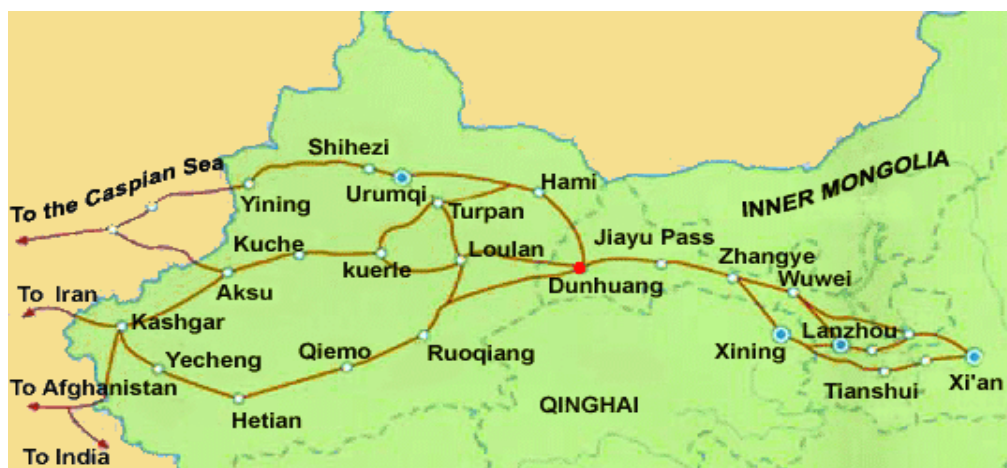 Shihezi
To the Caspian Sea
Yining
Urumqi
Hami
INNER MONGOLIA
Turpan
Kuche
Loulan
Jiayu Pass
kuerle
Zhangye
Aksu
Dunhuang
Wuwei
To Iran
Kashgar
Lanzhou
Yecheng
Qiemo
Ruoqiang
Xining
To Afghanistan
Tianshui
Xi'an
Hetian
QINGHAI
To India